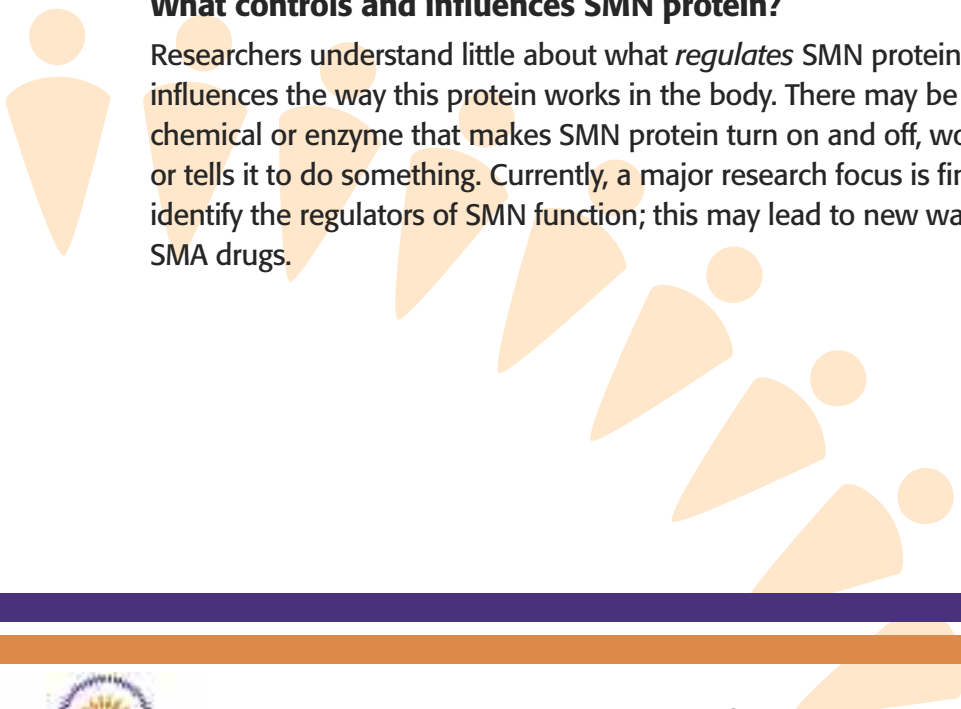 What controls and influences SMN protein?
Researchers understand little about what regulates SMN protein
influences the way this protein works in the body. There may be
chemical or enzyme that makes SMN protein turn on and off,
or tells it to do something. Currently, a major research focus is
identify the regulators of SMN function; this may lead to new
SMA drugs.